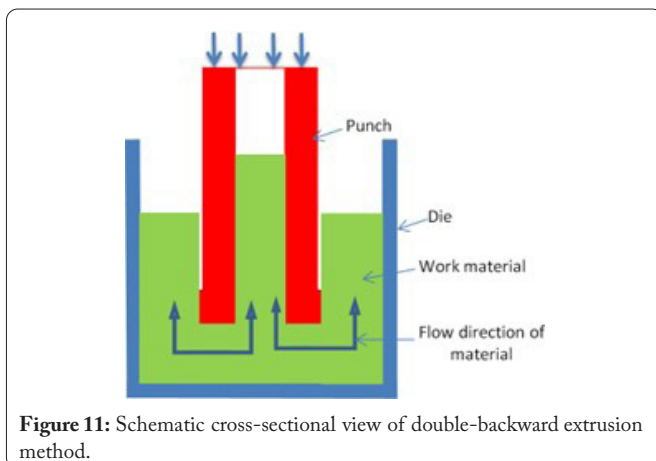 Punch
Die
Work material
Flow direction of
material
Figure 11: Schematic cross-sectional view of double-backward extrusion
method.